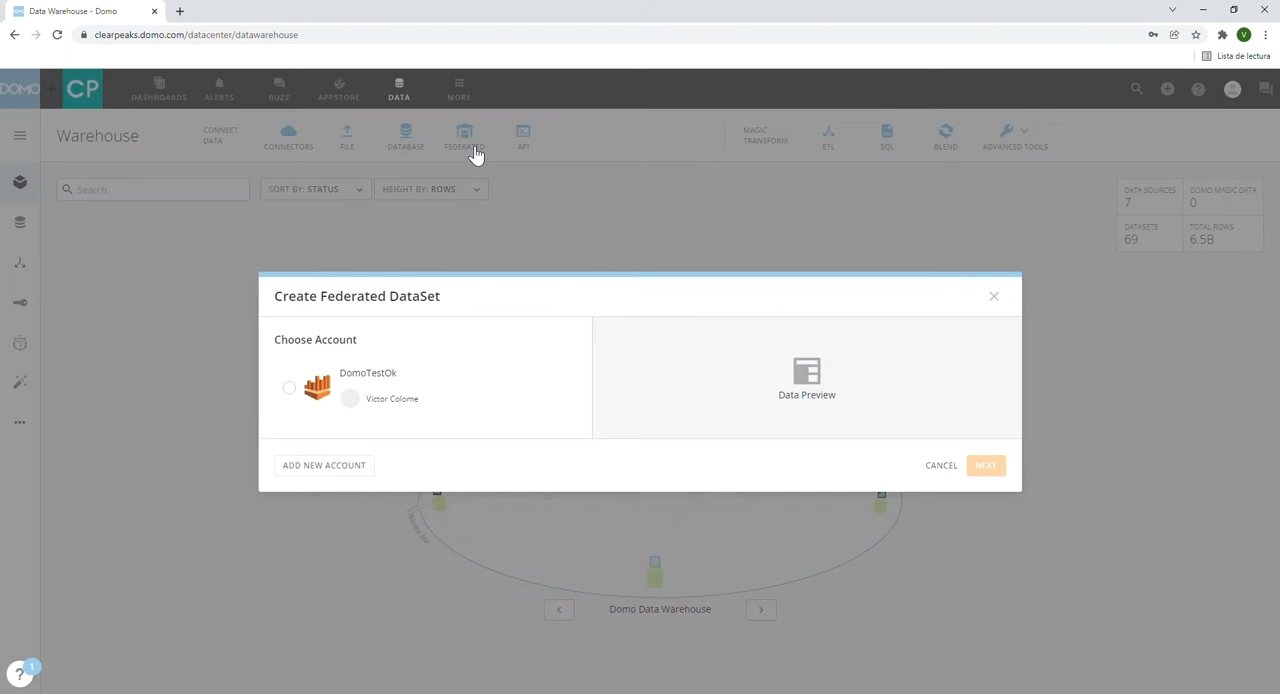 Data Warehouse - Domo
clearpeaks.domo.com/datacenter/datawarehouse
V
Lista de lectura
DOMO
CP
DASHBOARDS
ALERTS
BUZZ
APPSTORE
DATA
MORE
Warehouse
CONNECT
DATA
CONNECTORS
FILE
DATABASE
FEDERATED
API
MAGIC
TRANSFORM
ETL
SQL
BLEND
ADVANCED TOOLS
Search
SORT BY: STATUS
HEIGHT BY: ROWS
DATA SOURCES
7
DOMO MAGIC DATA
0
DATASETS
69
TOTAL ROWS
6.5B
Create Federated DataSet
Choose Account
DomoTestOk
Victor Colome
Data Preview
ADD NEW ACCOUNT
CANCEL
NEXT
Domo Data Warehouse
?
1